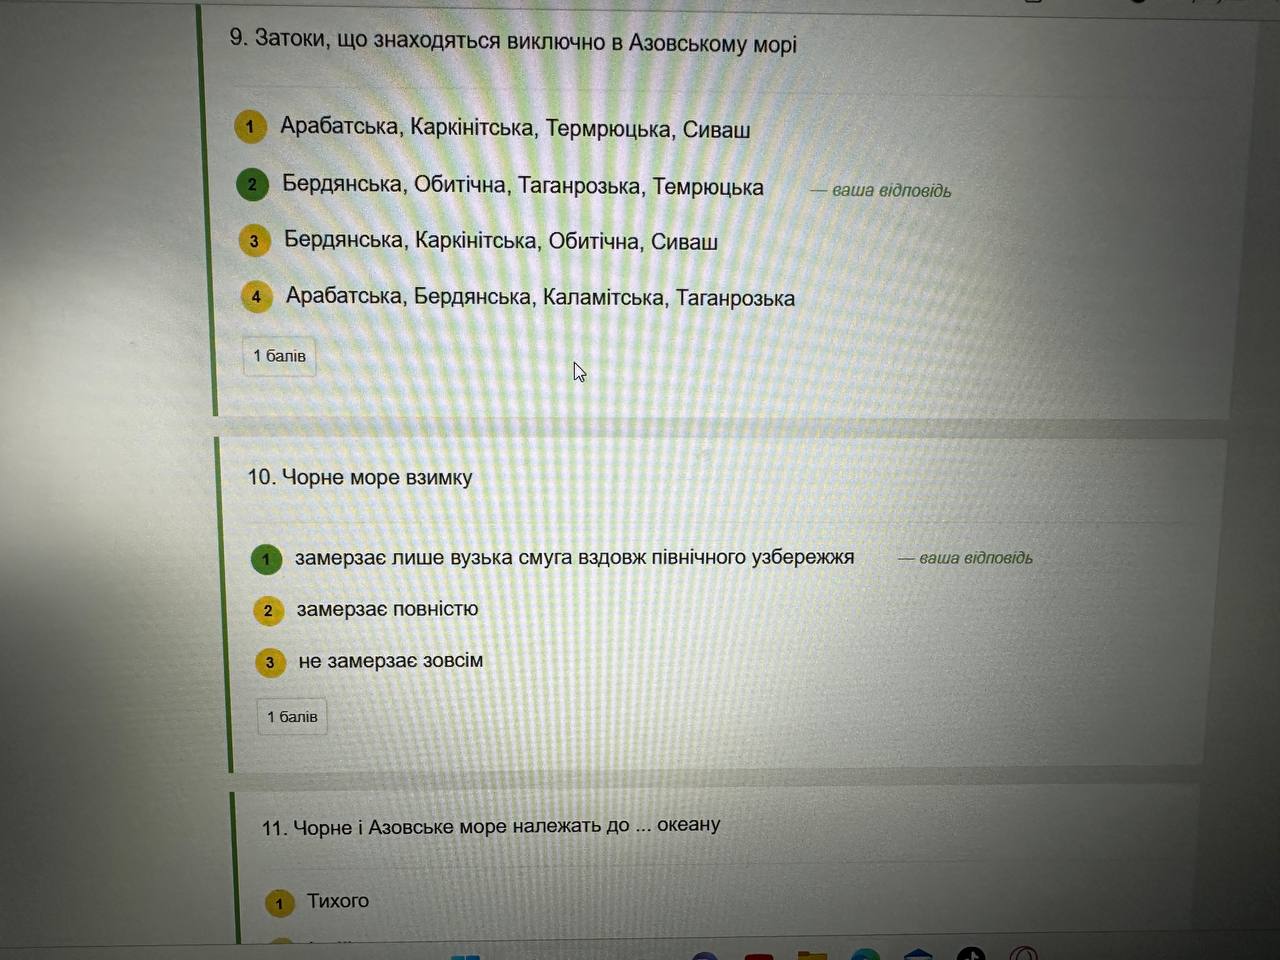 9. Затоки, що знаходяться виключно в Азовському морі
1 Арабатська, Каркінітська, Термрюцька, Сиваш
2 Бердянська, Обитічна, Таганрозька, Темрюцька — ваша відповідь
3 Бердянська, Каркінітська, Обитічна, Сиваш
4 Арабатська, Бердянська, Каламітська, Таганрозька
1 балів
10. Чорне море взимку
1 замерзає лише вузька смуга вздовж північного узбережжя — ваша відповідь
2 замерзає повністю
3 не замерзає зовсім
1 балів
11. Чорне і Азовське море належать до ... океану
1 Тихого